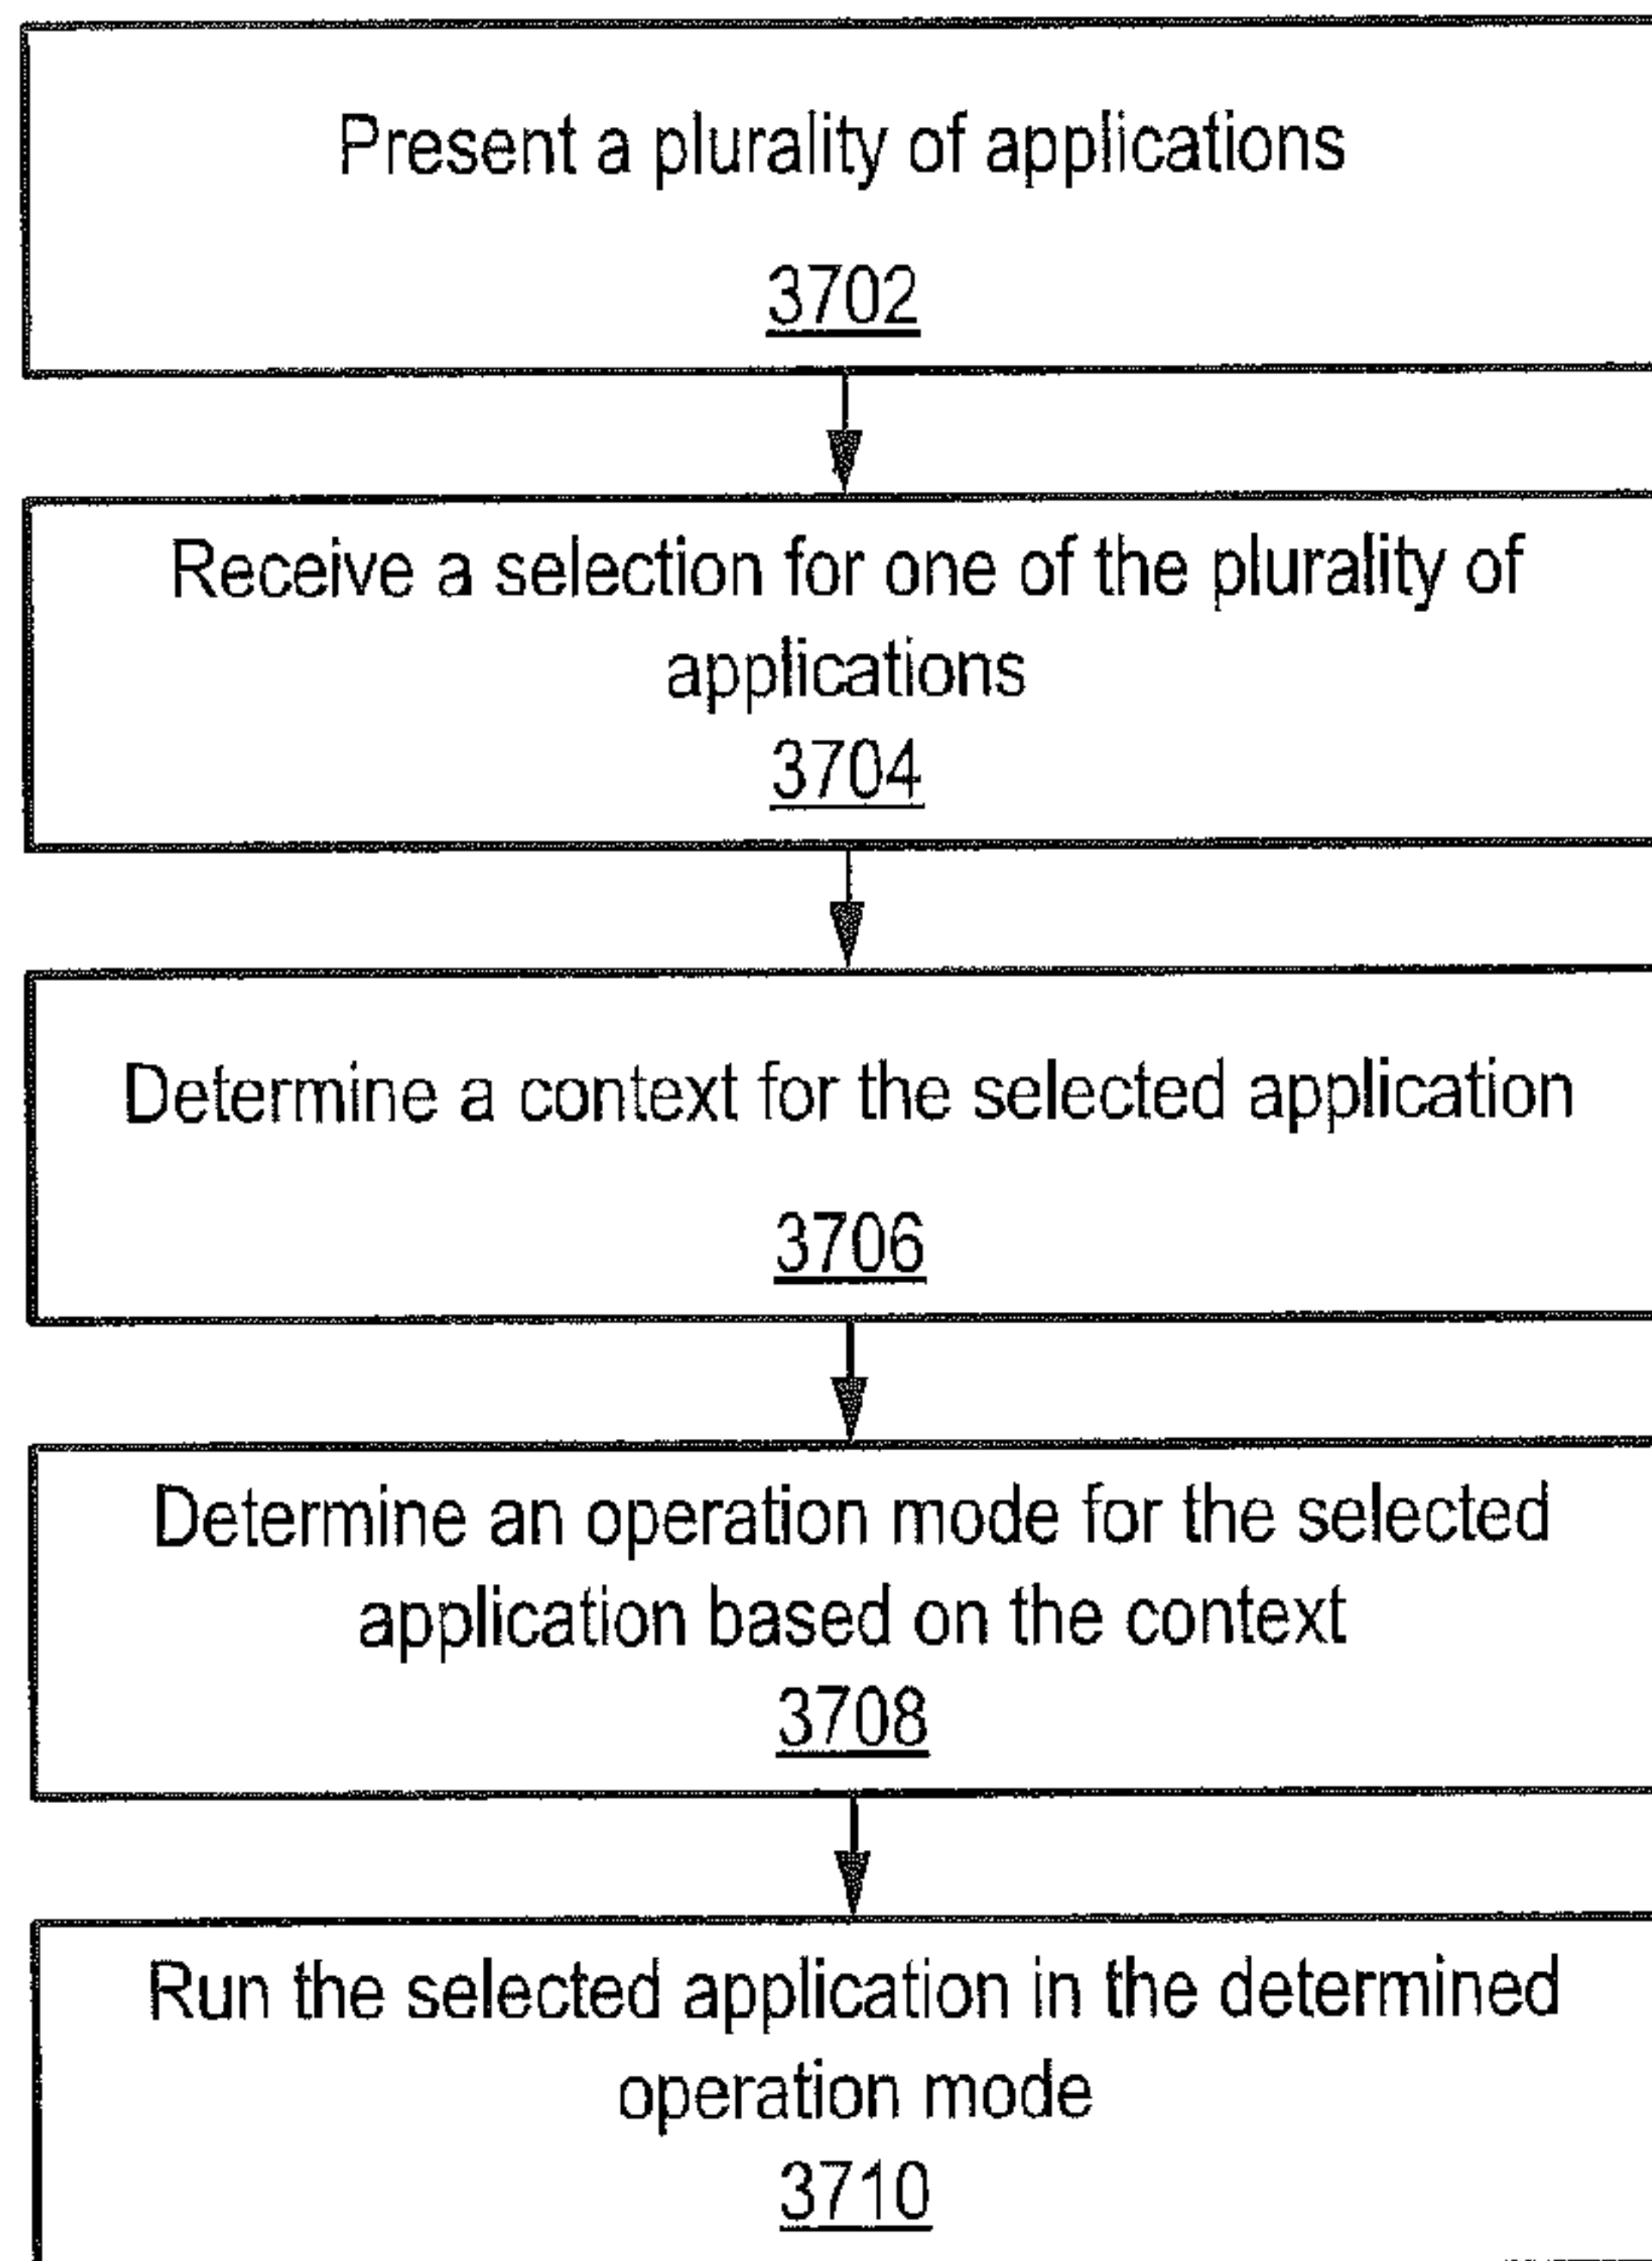 Present a plurality of applications
3702
Receive a selection for one of the plurality of
applications
3704
Determine a context for the selected application
3706
Determine an operation mode for the selected
application based on the context
3708
Run the selected application in the determined
operation mode
3710